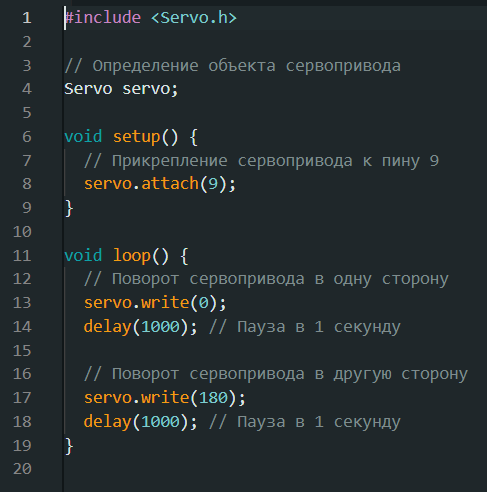 1 #include <Servo.h>
2
3 // Определение объекта сервопривода
4 Servo servo;
5
6 void setup() {
7 // Прикрепление сервопривода к пину 9
8 servo.attach(9);
9 }
10
11 void loop() {
12 // Поворот сервопривода в одну сторону
13 servo.write(0);
14 delay(1000); // Пауза в 1 секунду
15
16 // Поворот сервопривода в другую сторону
17 servo.write(180);
18 delay(1000); // Пауза в 1 секунду
19 }
20